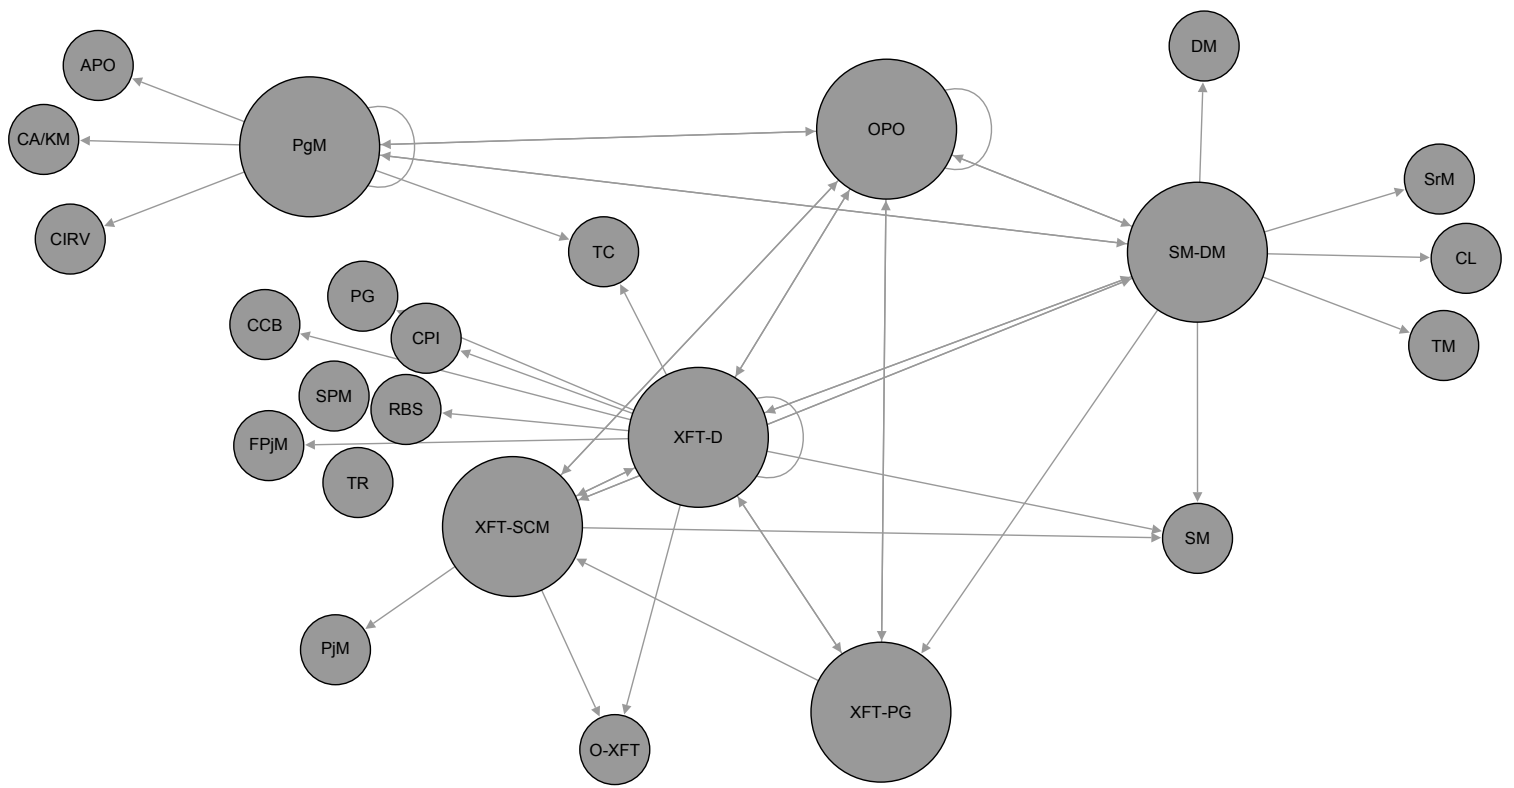 DM
APO
OPO
CA/KM
PgM
SrM
CIRV
TC
SM-DM
CL
PG
CCB
CPI
TM
SPM
RBS
FPjM
XFT-D
TR
XFT-SCM
SM
PjM
XFT-PG
O-XFT